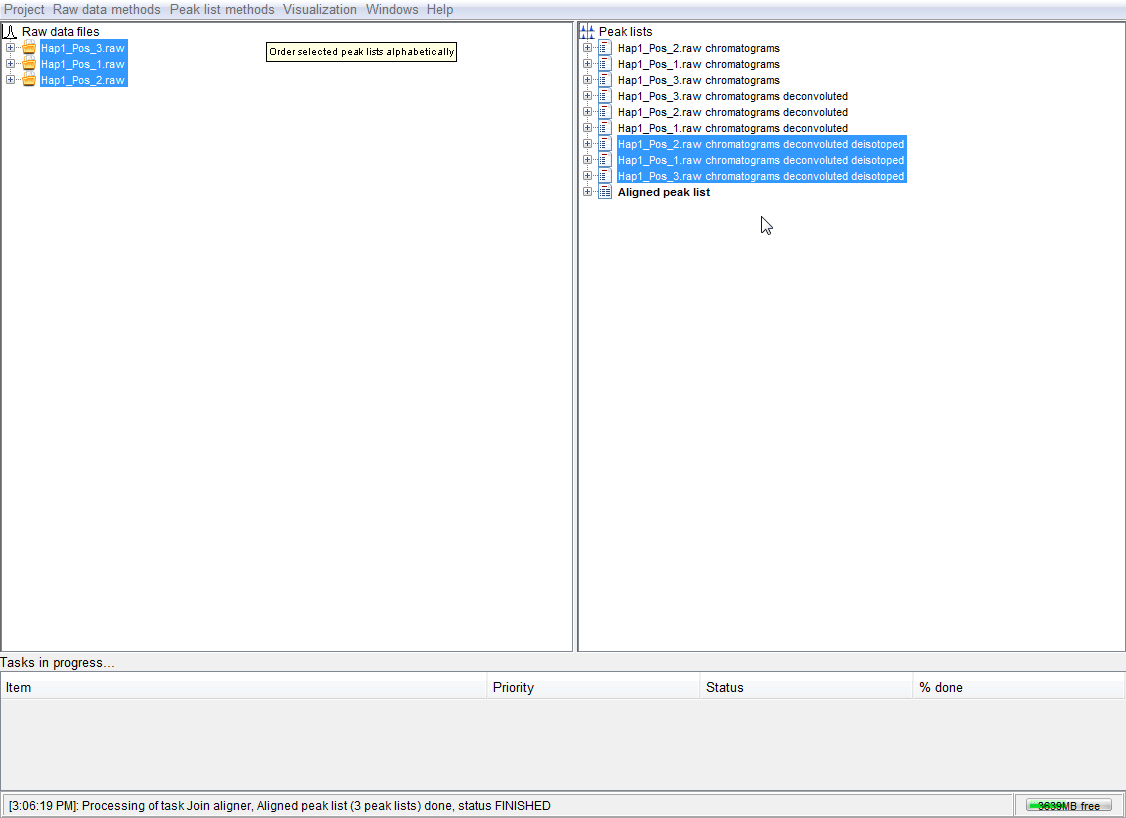 Project Raw data methods Peak list methods Visualization Windows Help
Raw data files
Hap1_Pos_3.raw
Hap1_Pos_1.raw
Hap1_Pos_2.raw
Order selected peak lists alphabetically
Peak lists
Hap1_Pos_2.raw chromatograms
Hap1_Pos_1.raw chromatograms
Hap1_Pos_3.raw chromatograms
Hap1_Pos_3.raw chromatograms deconvoluted
Hap1_Pos_2.raw chromatograms deconvoluted
Hap1_Pos_1.raw chromatograms deconvoluted
Hap1_Pos_2.raw chromatograms deconvoluted deisotoped
Hap1_Pos_1.raw chromatograms deconvoluted deisotoped
Hap1_Pos_3.raw chromatograms deconvoluted deisotoped
Aligned peak list
Tasks in progress...
Item Priority Status % done
[3:06:19 PM]: Processing of task Join aligner, Aligned peak list (3 peak lists) done, status FINISHED
3639MB free